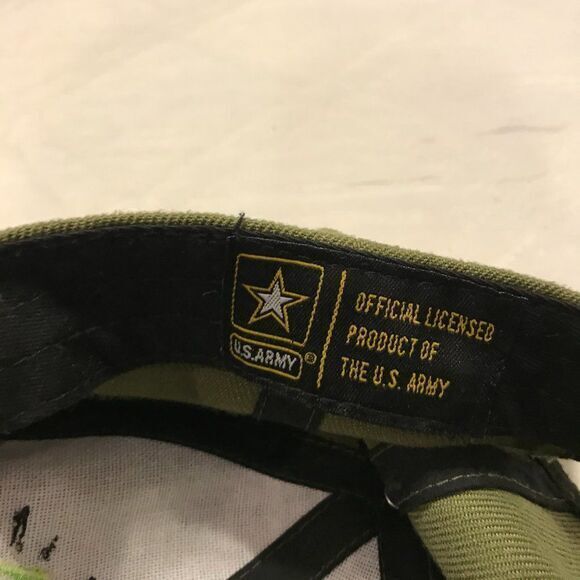 U.S.ARMY®
OFFICIAL LICENSED
PRODUCT OF
THE U.S. ARMY